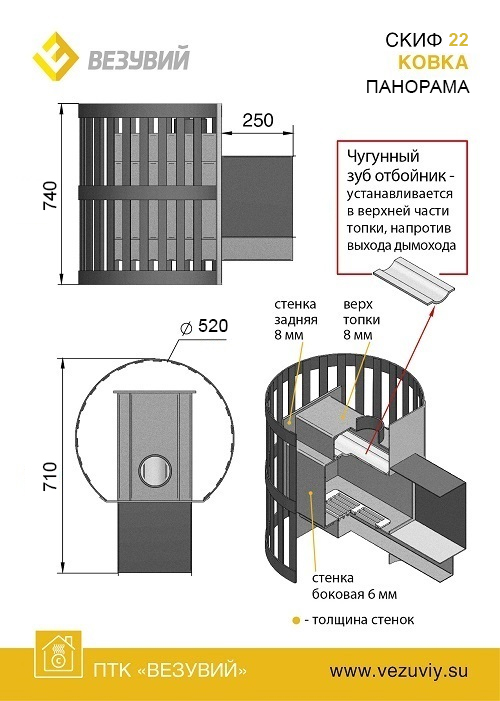 ВЕЗУВИЙ
СКИФ 22
КОВКА
ПАНОРАМА
250
740
Чугунный
зуб отбойник -
устанавливается
в верхней части
топки, напротив
выхода дымохода
⌀ 520
710
стенка
задняя
8 мм
верх
топки
8 мм
стенка
боковая 6 мм
- толщина стенок
ПТК «ВЕЗУВИЙ»
www.vezuviy.su